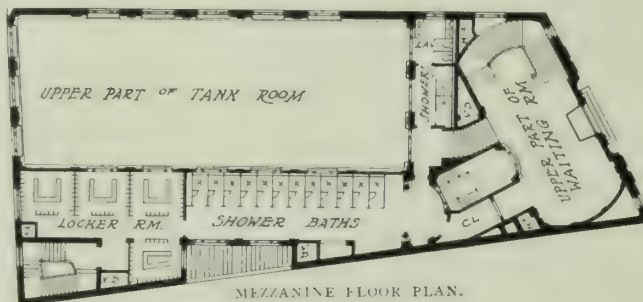 UPPER PART OF TANK ROOM
LAV
SHOWERS
UPPER PART OF
WAITING RM
LOCKER RM.
SHOWER BATHS
CL
MEZZANINE FLOOR PLAN.